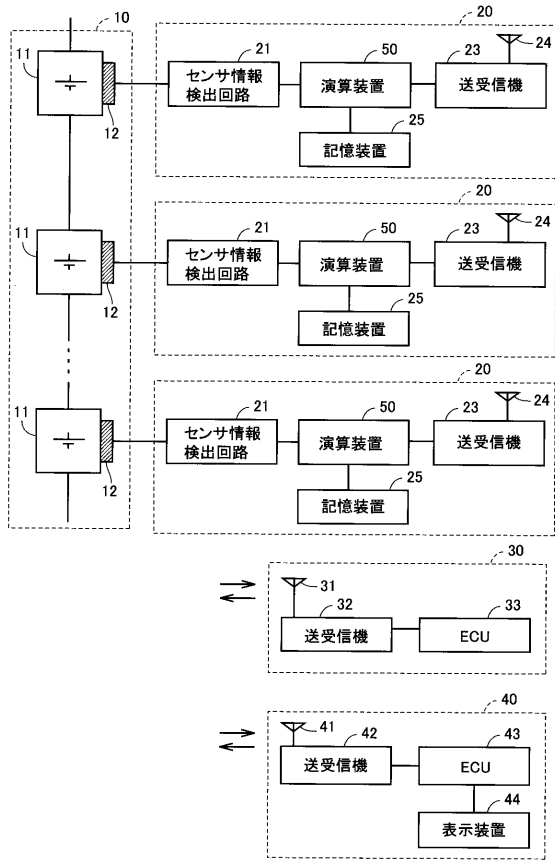 10
20
11
12
21
センサ情報
検出回路
50
演算装置
23
送受信機
24
25
記憶装置
20
11
12
21
センサ情報
検出回路
50
演算装置
23
送受信機
24
25
記憶装置
20
11
12
21
センサ情報
検出回路
50
演算装置
23
送受信機
24
25
記憶装置
30
31
32
送受信機
33
ECU
40
41
42
送受信機
43
ECU
44
表示装置